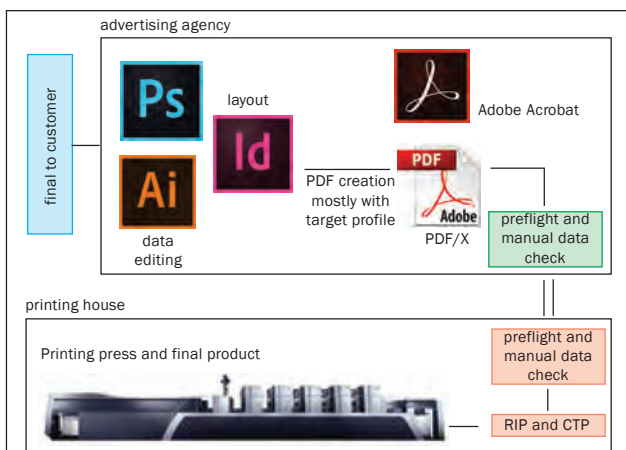 advertising agency
final to customer
Ps
layout
Id
Ai
data
editing
Adobe Acrobat
PDF creation
mostly with
target profile
PDF
Adobe
PDF/X
preflight and
manual data
check
printing house
Printing press and final product
preflight and
manual data
check
RIP and CTP